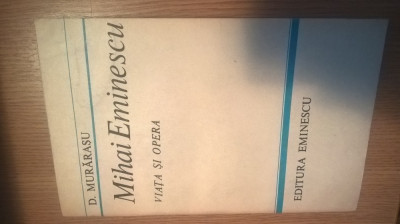 D. MURĂRAȘU
Mihai Eminescu
VIAȚA ȘI OPERA
EDITURA EMINESCU